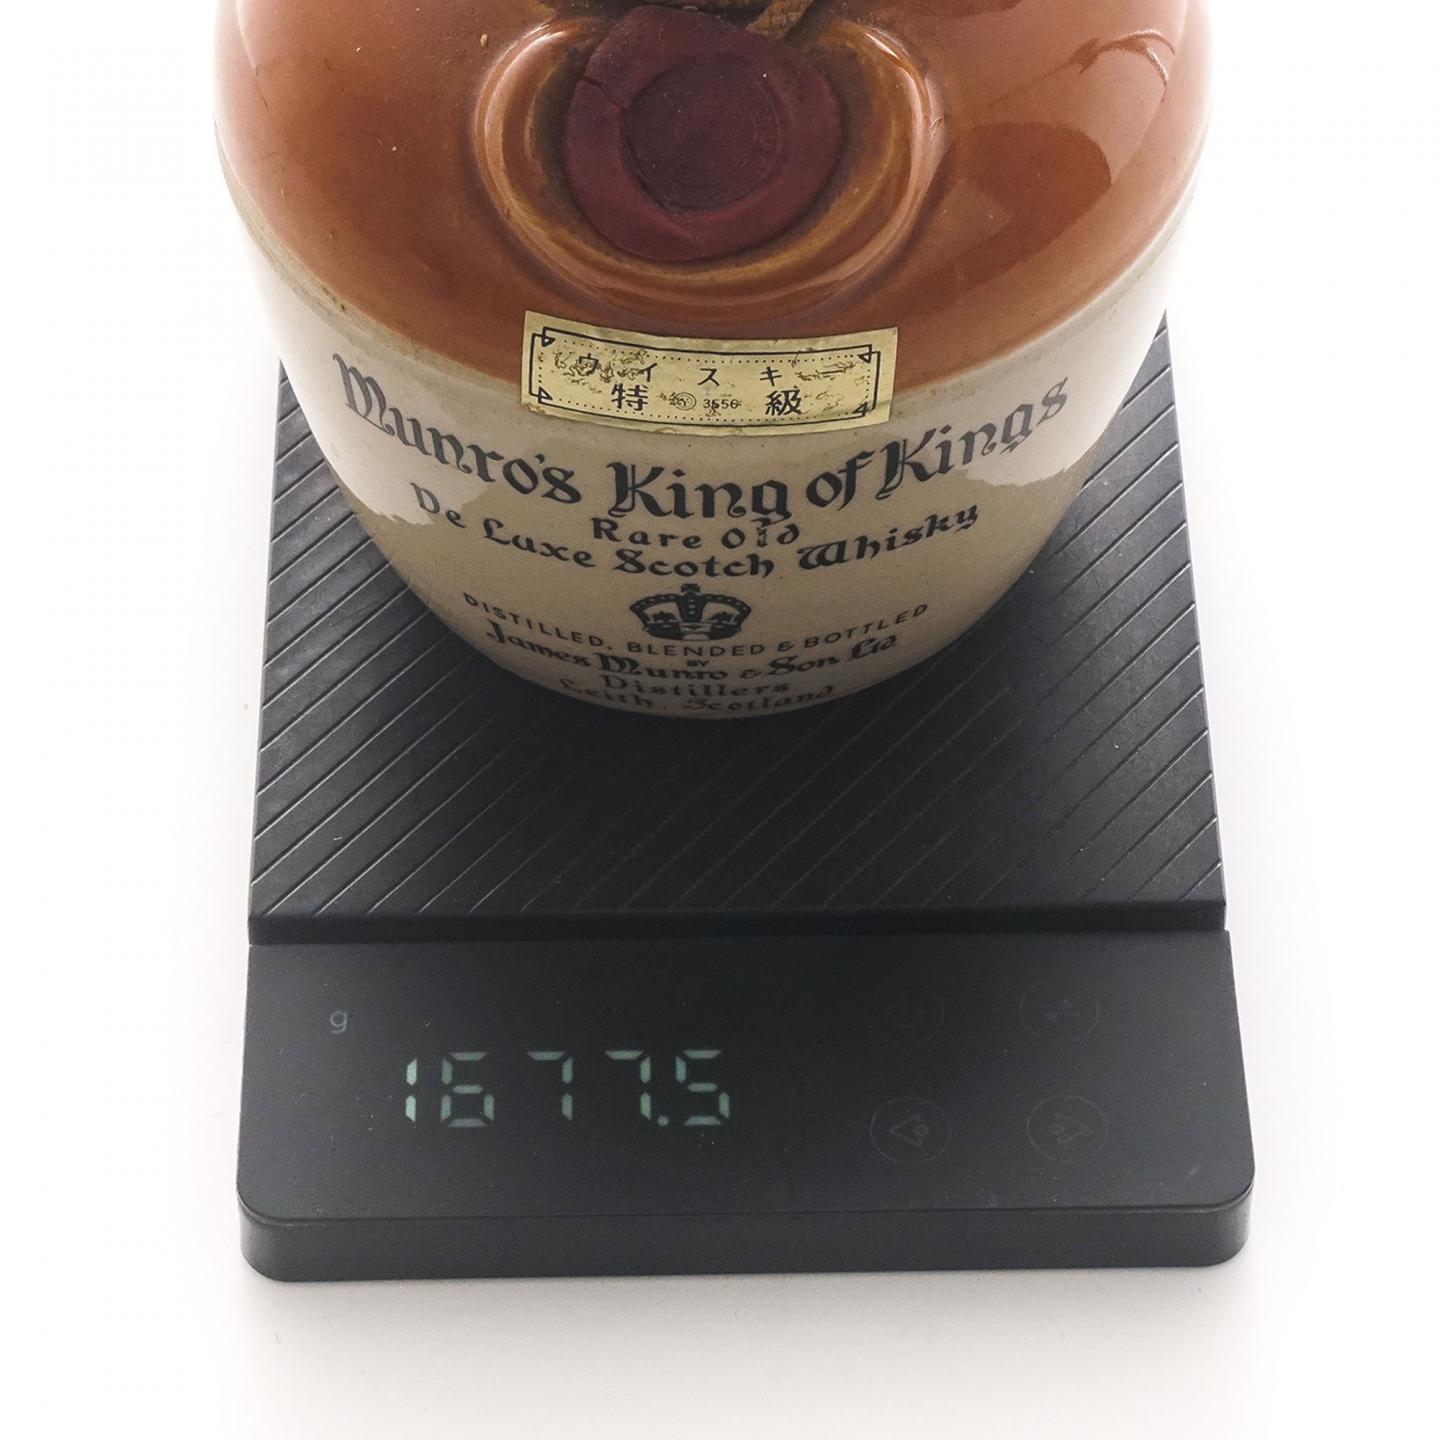 ウイスキー
特 3556 級
4
Munro's King of Kings
Rare Old
De Luxe Scotch Whisky
DISTILLED, BLENDED & BOTTLED
BY
James Munro & Son Ltd
Distillers
Leith, Scotland
g
1677.5